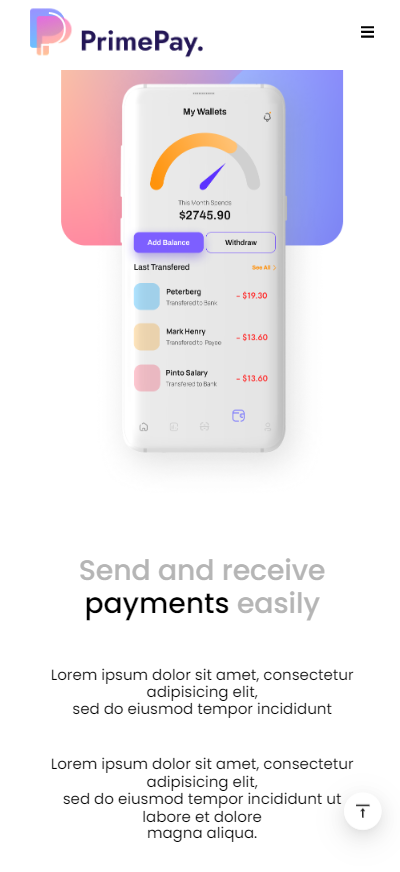 PrimePay.
My Wallets
This Month Spends
$2745.90
Add Balance
Withdraw
Last Transfered
See All
Peterberg
Transfered to Bank
- $19.30
Mark Henry
Transfered to Payee
- $13.60
Pinto Salary
Transfered to Bank
- $13.60
Send and receive
payments easily
Lorem ipsum dolor sit amet, consectetur
adipisicing elit,
sed do eiusmod tempor incididunt
Lorem ipsum dolor sit amet, consectetur
adipisicing elit,
sed do eiusmod tempor incididunt ut
labore et dolore
magna aliqua.